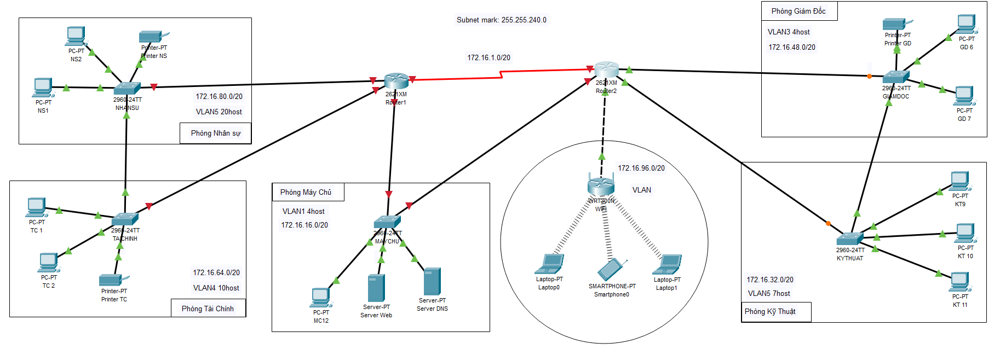 Subnet mark: 255.255.240.0
172.16.1.0/20
2621XM
Router1
2621XM
Router2
PC-PT
NS2
Printer-PT
Printer NS
PC-PT
NS1
2960-24TT
NHANSU
172.16.80.0/20
VLAN5 20host
Phòng Nhân sự
PC-PT
TC 1
2960-24TT
TAICHINH
PC-PT
TC 2
Printer-PT
Printer TC
172.16.64.0/20
VLAN4 10host
Phòng Tài Chính
Phòng Máy Chủ
VLAN1 4host
172.16.16.0/20
2960-24TT
MAYCHU
PC-PT
MC12
Server-PT
Server Web
Server-PT
Server DNS
172.16.96.0/20
VLAN
WRT300N
WIFI
Laptop-PT
Laptop0
SMARTPHONE-PT
Smartphone0
Laptop-PT
Laptop1
Phòng Giám Đốc
VLAN3 4host
172.16.48.0/20
Printer-PT
Printer GD
PC-PT
GD 6
2960-24TT
GIAMDOC
PC-PT
GD 7
PC-PT
KT9
2960-24TT
KYTHUAT
PC-PT
KT 10
PC-PT
KT 11
172.16.32.0/20
VLAN5 7host
Phòng Kỹ Thuật